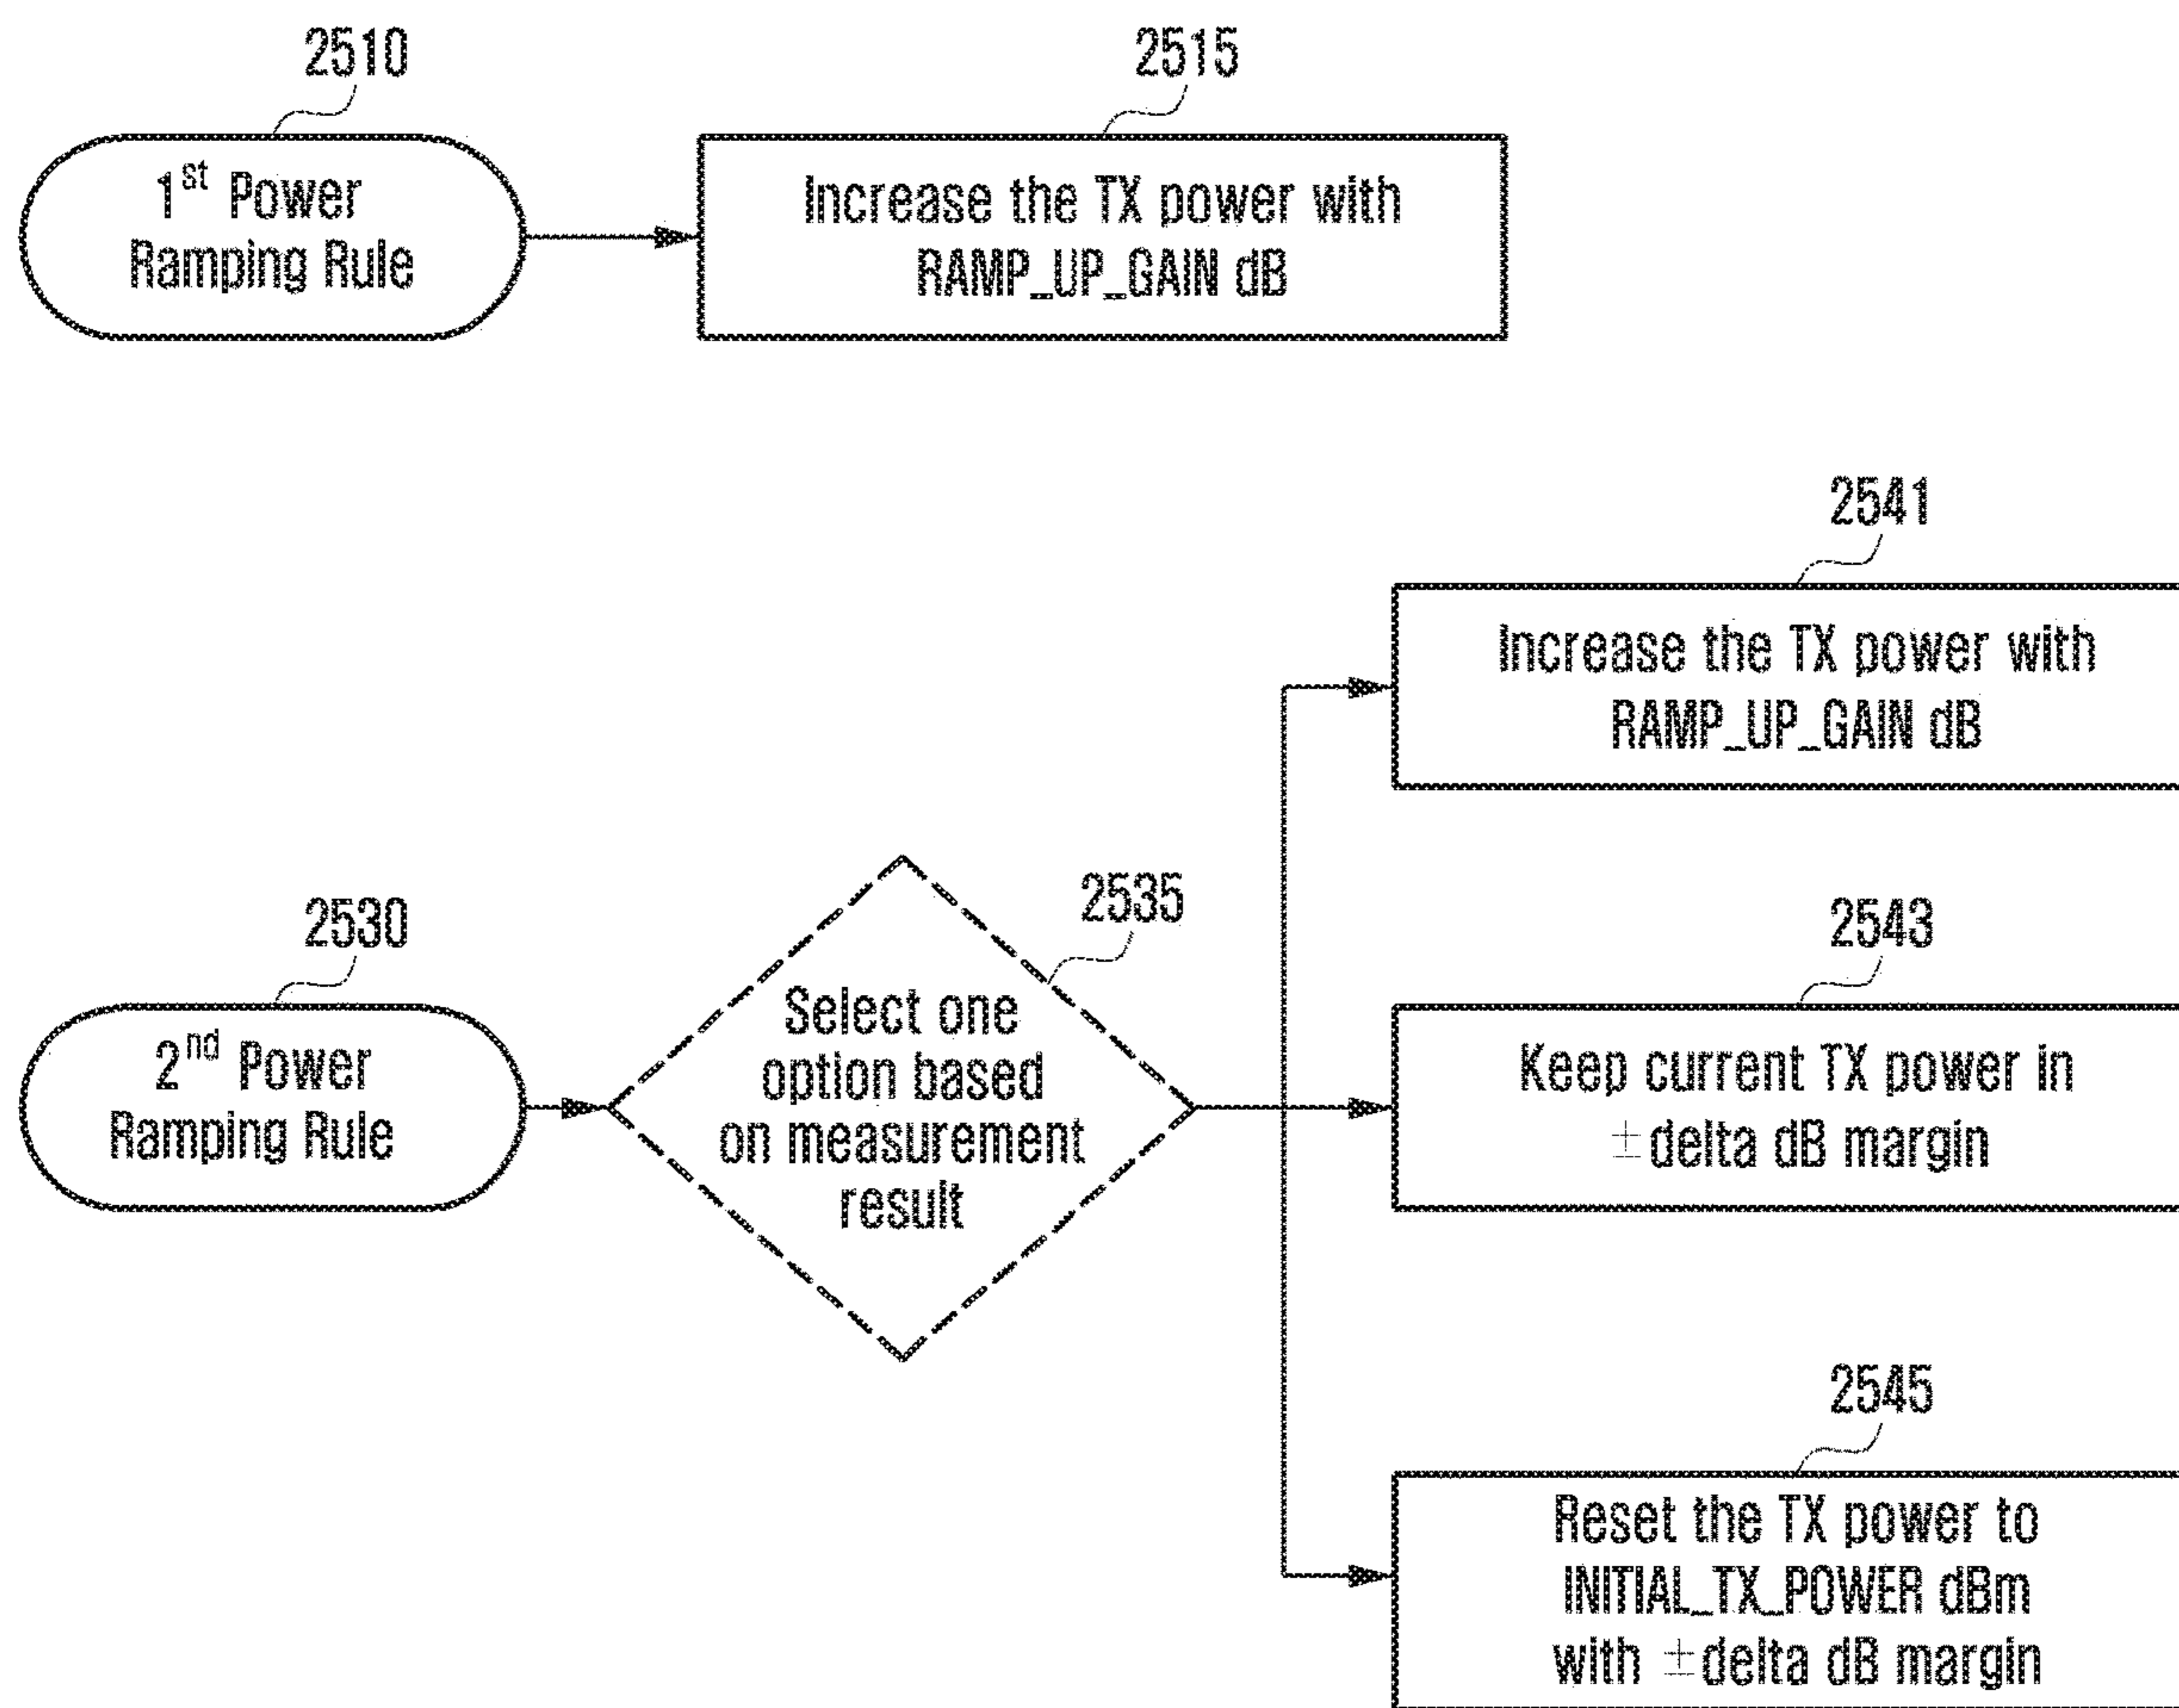 2510
1st Power
Ramping Rule
2515
Increase the TX power with
RAMP_UP_GAIN dB
2530
2nd Power
Ramping Rule
2535
Select one
option based
on measurement
result
2541
Increase the TX power with
RAMP_UP_GAIN dB
2543
Keep current TX power in
±delta dB margin
2545
Reset the TX power to
INITIAL_TX_POWER dBm
with ±delta dB margin